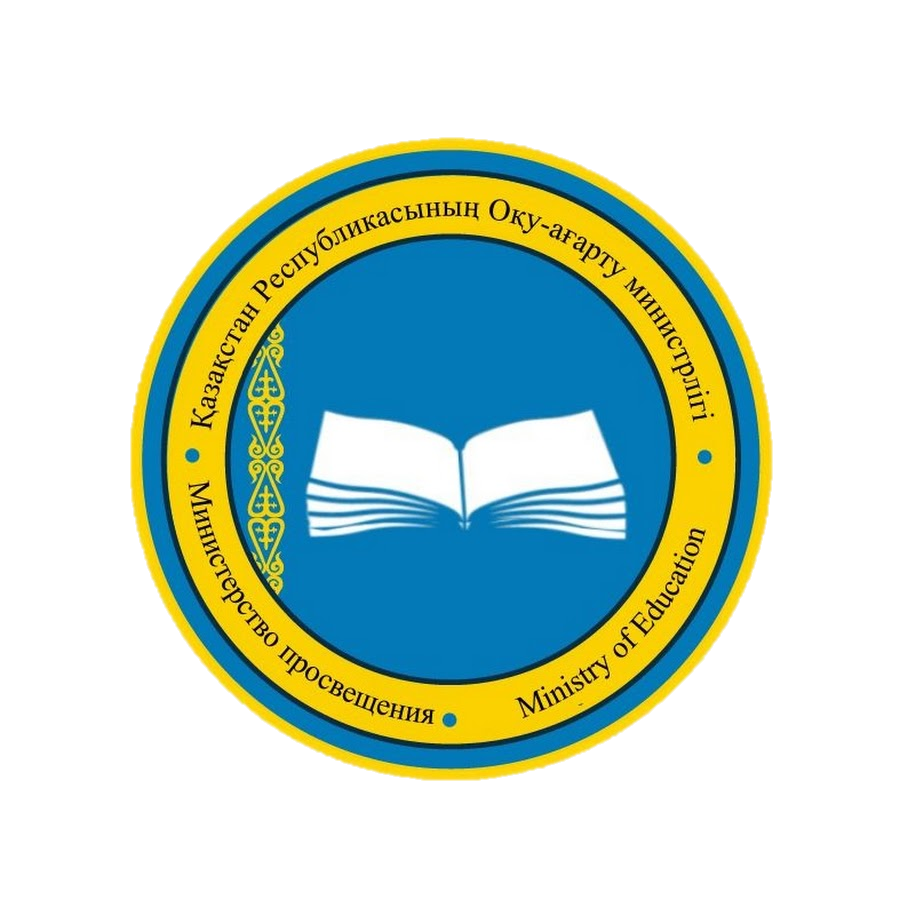 Қазақстан Республикасының Оқу-ағарту министрлігі
Министерство просвещения
Ministry of Education